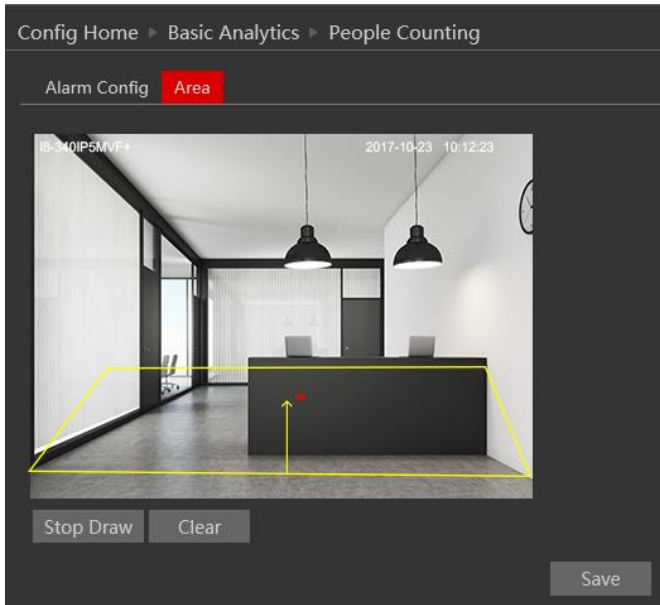 Config Home ▶ Basic Analytics ▶ People Counting
Alarm Config Area
I8-340IP5MVF+ 2017-10-23 10:12:23
Stop Draw Clear
Save